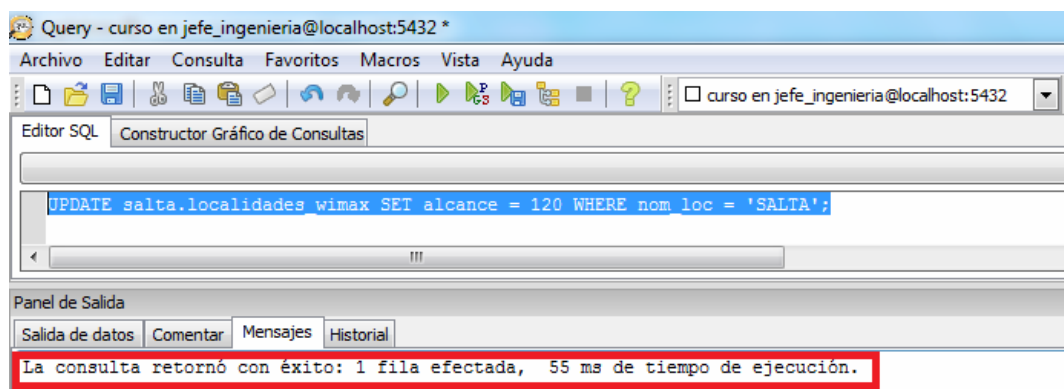 Query - curso en jefe_ingenieria@localhost:5432 *
Archivo Editar Consulta Favoritos Macros Vista Ayuda
curso en jefe_ingenieria@localhost:5432
Editor SQL Constructor Gráfico de Consultas
UPDATE salta.localidades_wimax SET alcance = 120 WHERE nom_loc = 'SALTA';
Panel de Salida
Salida de datos Comentar Mensajes Historial
La consulta retornó con éxito: 1 fila efectada, 55 ms de tiempo de ejecución.